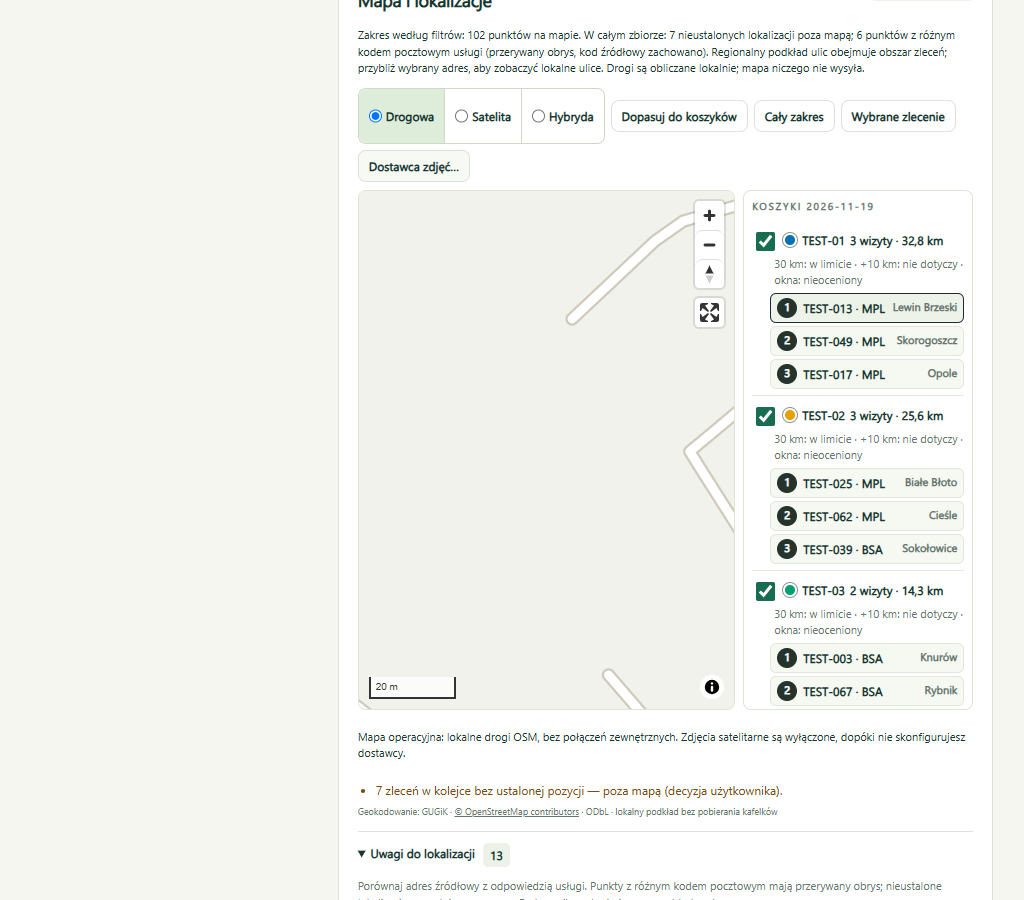 Mapa i lokalizacje
Zakres według filtrów: 102 punktów na mapie. W całym zbiorze: 7 nieustalonych lokalizacji poza mapą; 6 punktów z różnym
kodem pocztowym usługi (przerywany obrys, kod źródłowy zachowano). Regionalny podkład ulic obejmuje obszar zleceń;
przybliż wybrany adres, aby zobaczyć lokalne ulice. Drogi są obliczane lokalnie; mapa niczego nie wysyła.
Drogowa Satelita Hybryda Dopasuj do koszyków Cały zakres Wybrane zlecenie
Dostawca zdjęć...
20 m
KOSZYKI 2026-11-19
TEST-01 3 wizyty · 32,8 km
30 km: w limicie · +10 km: nie dotyczy ·
okna: nieoceniony
1 TEST-013 · MPL Lewin Brzeski
2 TEST-049 · MPL Skorogoszcz
3 TEST-017 · MPL Opole
TEST-02 3 wizyty · 25,6 km
30 km: w limicie · +10 km: nie dotyczy ·
okna: nieoceniony
1 TEST-025 · MPL Białe Błoto
2 TEST-062 · MPL Cieśle
3 TEST-039 · BSA Sokołowice
TEST-03 2 wizyty · 14,3 km
30 km: w limicie · +10 km: nie dotyczy ·
okna: nieoceniony
1 TEST-003 · BSA Knurów
2 TEST-067 · BSA Rybnik
Mapa operacyjna: lokalne drogi OSM, bez połączeń zewnętrznych. Zdjęcia satelitarne są wyłączone, dopóki nie skonfigurujesz
dostawcy.
• 7 zleceń w kolejce bez ustalonej pozycji — poza mapą (decyzja użytkownika).
Geokodowanie: GUGiK · © OpenStreetMap contributors · ODbL · lokalny podkład bez pobierania kafelków
▼ Uwagi do lokalizacji 13
Porównaj adres źródłowy z odpowiedzią usługi. Punkty z różnym kodem pocztowym mają przerywany obrys; nieustalone